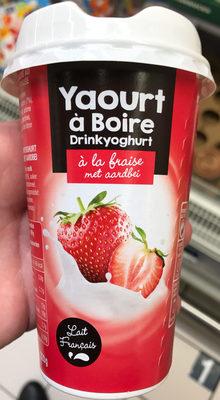 Yaourt
à Boire
Drinkyoghurt
à la fraise
met aardbei
Lait
Français